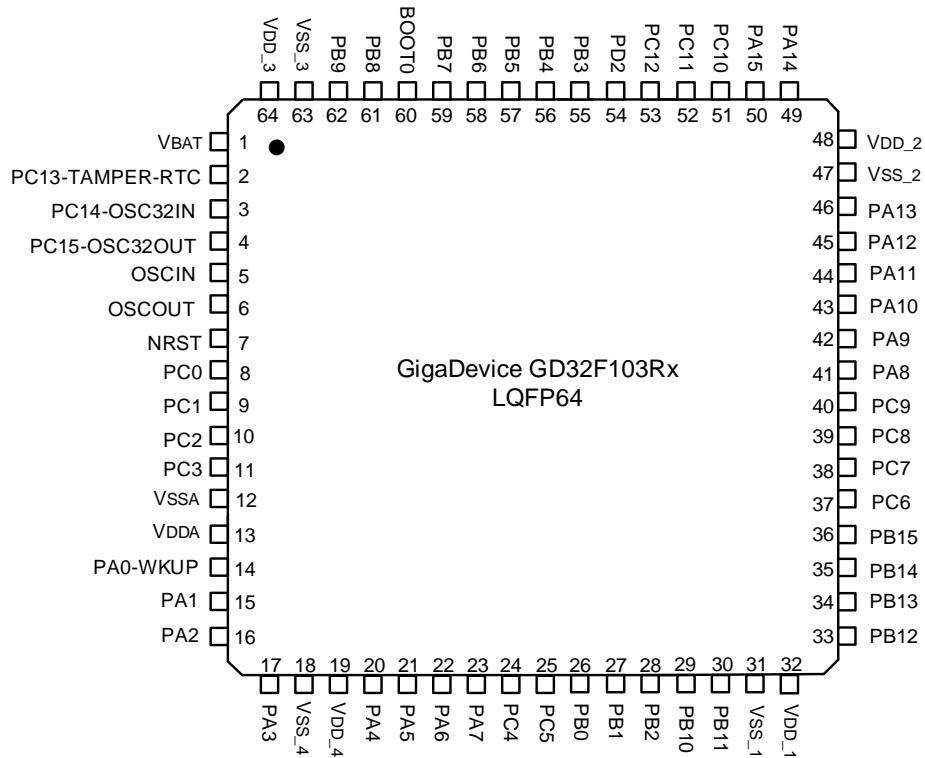 VDD_3
VSS_3
PB9
PB8
BOOT0
PB7
PB6
PB5
PB4
PB3
PD2
PC12
PC11
PC10
PA15
PA14
64 63 62 61 60 59 58 57 56 55 54 53 52 51 50 49
VBAT 1
PC13-TAMPER-RTC 2
PC14-OSC32IN 3
PC15-OSC32OUT 4
OSCIN 5
OSCOUT 6
NRST 7
PC0 8
PC1 9
PC2 10
PC3 11
VSSA 12
VDDA 13
PA0-WKUP 14
PA1 15
PA2 16
GigaDevice GD32F103Rx
LQFP64
48 VDD_2
47 VSS_2
46 PA13
45 PA12
44 PA11
43 PA10
42 PA9
41 PA8
40 PC9
39 PC8
38 PC7
37 PC6
36 PB15
35 PB14
34 PB13
33 PB12
17 18 19 20 21 22 23 24 25 26 27 28 29 30 31 32
PA3
VSS_4
VDD_4
PA4
PA5
PA6
PA7
PC4
PC5
PB0
PB1
PB2
PB10
PB11
VSS_1
VDD_1